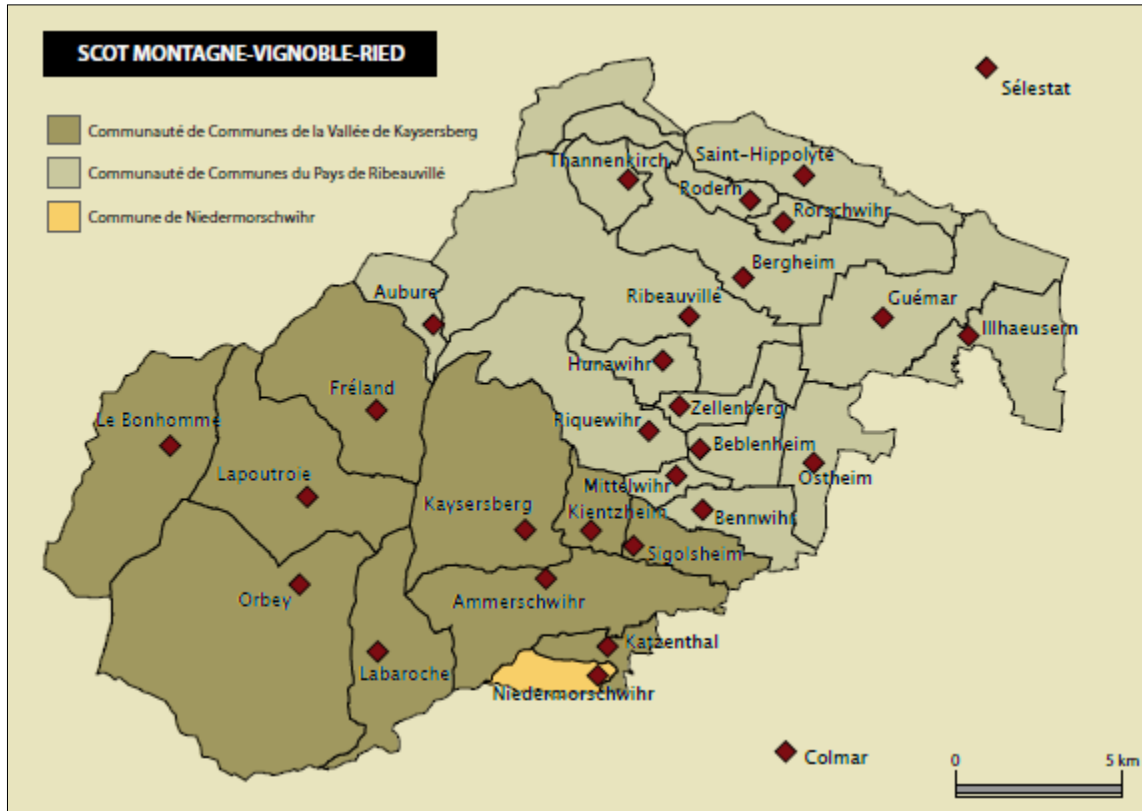 SCOT MONTAGNE-VIGNOBLE-RIED
Communauté de Communes de la Vallée de Kaysersberg
Communauté de Communes du Pays de Ribeauvillé
Commune de Niedermorschwihr
Sélestat
Thannenkirch
Saint-Hippolyte
Rodern
Rorschwihr
Bergheim
Aubure
Ribeauvillé
Guémar
Illhaeusern
Hunawihr
Fréland
Zellenberg
Le Bonhomme
Riquewihr
Beblenheim
Lapoutroie
Ostheim
Mittelwihr
Kaysersberg
Kientzheim
Bennwihr
Sigolsheim
Orbey
Ammerschwihr
Katzenthal
Labaroche
Niedermorschwihr
Colmar
0 5 km